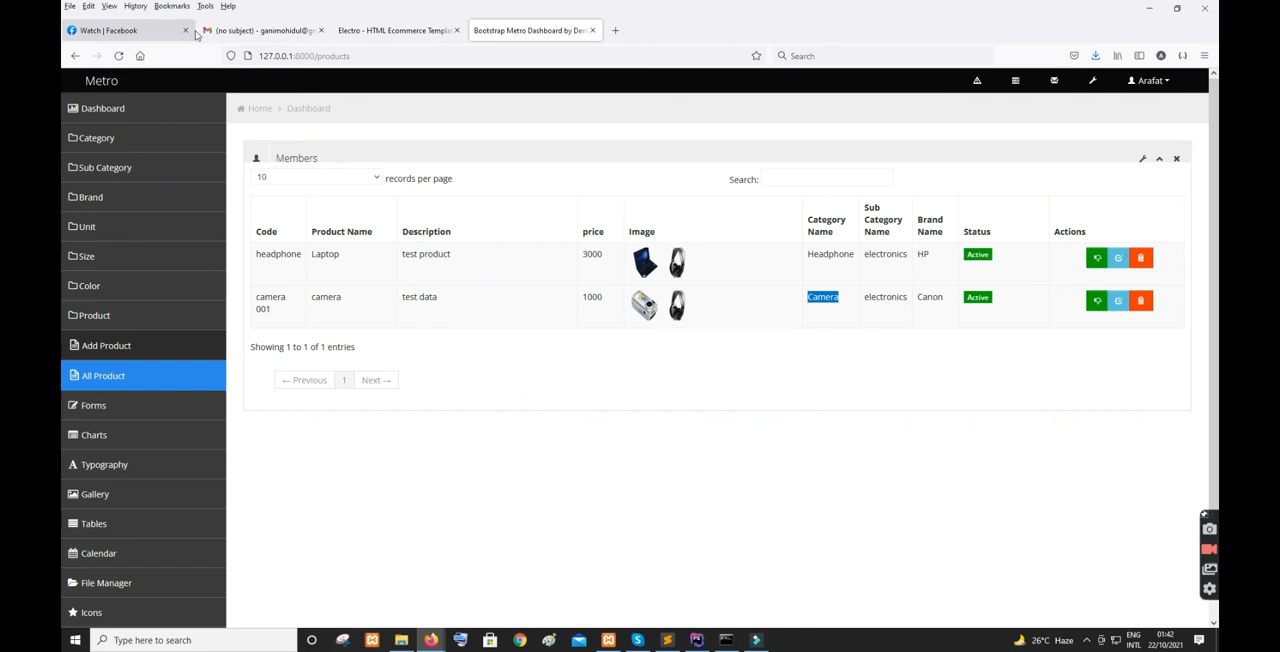 File Edit View History Bookmarks Tools Help
Watch | Facebook
(no subject) - ganimohidul@g
Electro - HTML Ecommerce Templat
Bootstrap Metro Dashboard by Den
127.0.0.1:8000/products
Search
Metro
Arafat
Dashboard
Category
Sub Category
Brand
Unit
Size
Color
Product
Add Product
All Product
Forms
Charts
Typography
Gallery
Tables
Calendar
File Manager
Icons
Home > Dashboard
Members
10 records per page
Search:
Code Product Name Description price Image Category Name Sub Category Name Brand Name Status Actions
headphone Laptop test product 3000 Headphone electronics HP Active
camera 001 camera test data 1000 Camera electronics Canon Active
Showing 1 to 1 of 1 entries
← Previous 1 Next →
Type here to search
26°C Haze
ENG
INTL
01:42
22/10/2021